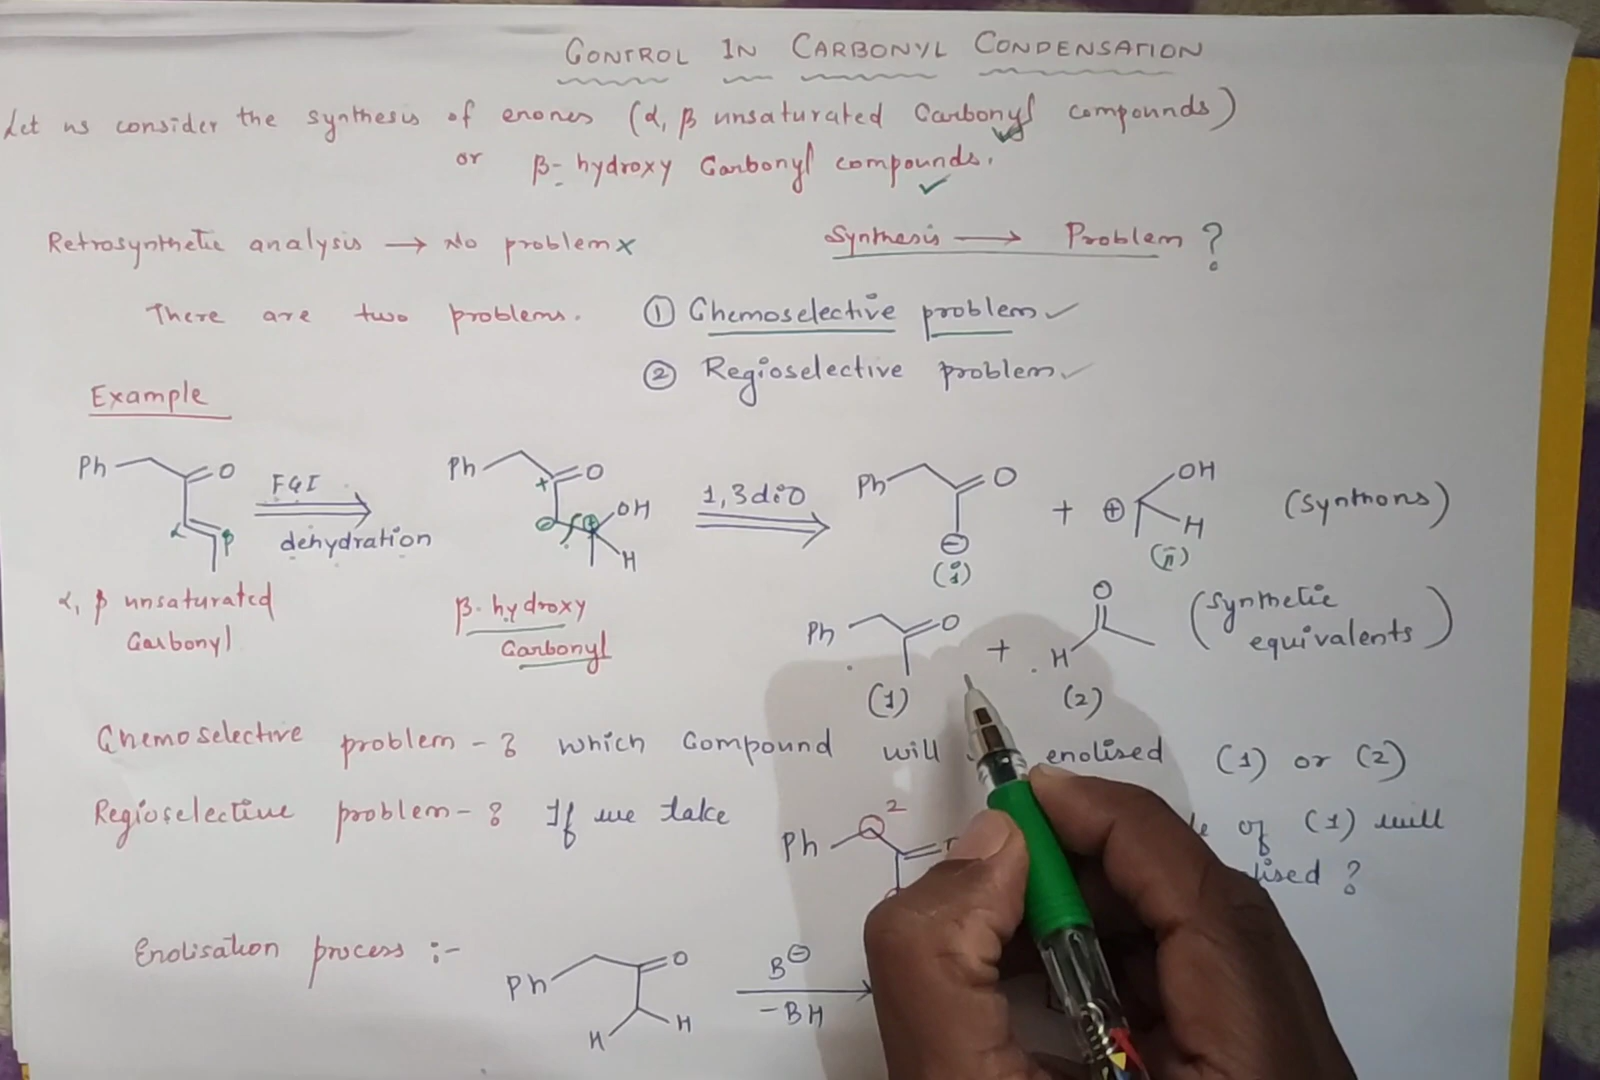 CONTROL IN CARBONYL CONDENSATION
Let us consider the synthesis of enones (α, β unsaturated Carbonyl compounds)
or β- hydroxy Carbonyl compounds.
Retrosynthetic analysis → No problem x Synthesis → Problem ?
There are two problems. ① Chemoselective problem ✓
② Regioselective problem ✓
Example
Ph O FGI dehydration α β
Ph O + ⊖ ⊕ OH H 1,3 diO
Ph O ⊖ (i) + ⊕ OH H (ii) (Synthons)
α, β unsaturated Carbonyl
β-hydroxy Carbonyl
Ph O (1) + O H (2) (Synthetic equivalents)
Chemoselective problem - ? which Compound will enolised (1) or (2)
Regioselective problem - ? If we take Ph 2 of (1) will
?
Enolisation process :-
Ph O H H B⊖ -BH